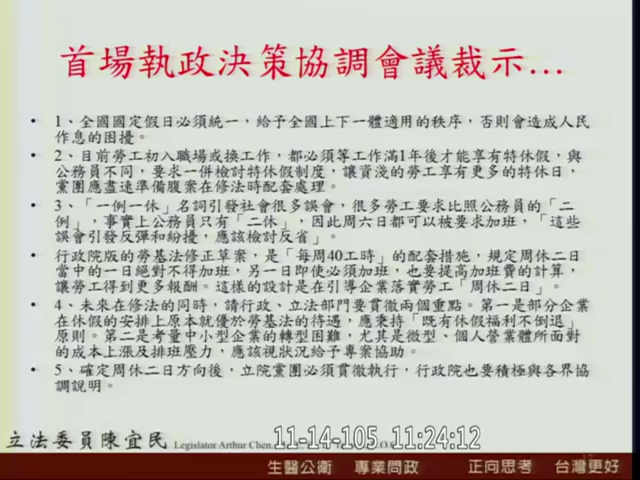 首場執政決策協調會議裁示…
• 1、全國國定假日必須統一，給予全國上下一體適用的秩序，否則會造成人民
作息的困擾。
• 2、目前勞工初入職場或換工作，都必須等工作滿1年後才能享有特休假，與
公務員不同，要求一併檢討特休假制度，讓資淺的勞工享有更多的特休日，
黨團應盡速準備腹案在修法時配套處理。
• 3、「一例一休」名詞引發社會很多誤會，很多勞工要求比照公務員的「二
例」，事實上公務員只有「二休」，因此周六日都可以被要求加班，「這些
誤會引發反彈和紛擾，應該檢討反省」。
• 行政院版的勞基法修正草案，是「每周40工時」的配套措施，規定周休二日
當中的一日絕對不得加班，另一日即使必須加班，也要提高加班費的計算，
讓勞工得到更多報酬。這樣的設計是在引導企業落實勞工「周休二日」。
• 4、未來在修法的同時，請行政、立法部門要貫徹兩個重點。第一是部分企業
在休假的安排上原本就優於勞基法的待遇，應秉持「既有休假福利不倒退」
原則。第二是考量中小型企業的轉型困難，尤其是微型、個人營業體所面對
的成本上漲及排班壓力，應該視狀況給予專案協助。
• 5、確定周休二日方向後，立院黨團必須貫徹執行，行政院也要積極與各界協
調說明。
立法委員陳宜民 Legislator Arthur Chen,
11-14-105 11:24:12
生醫公衛 專業問政 正向思考 台灣更好